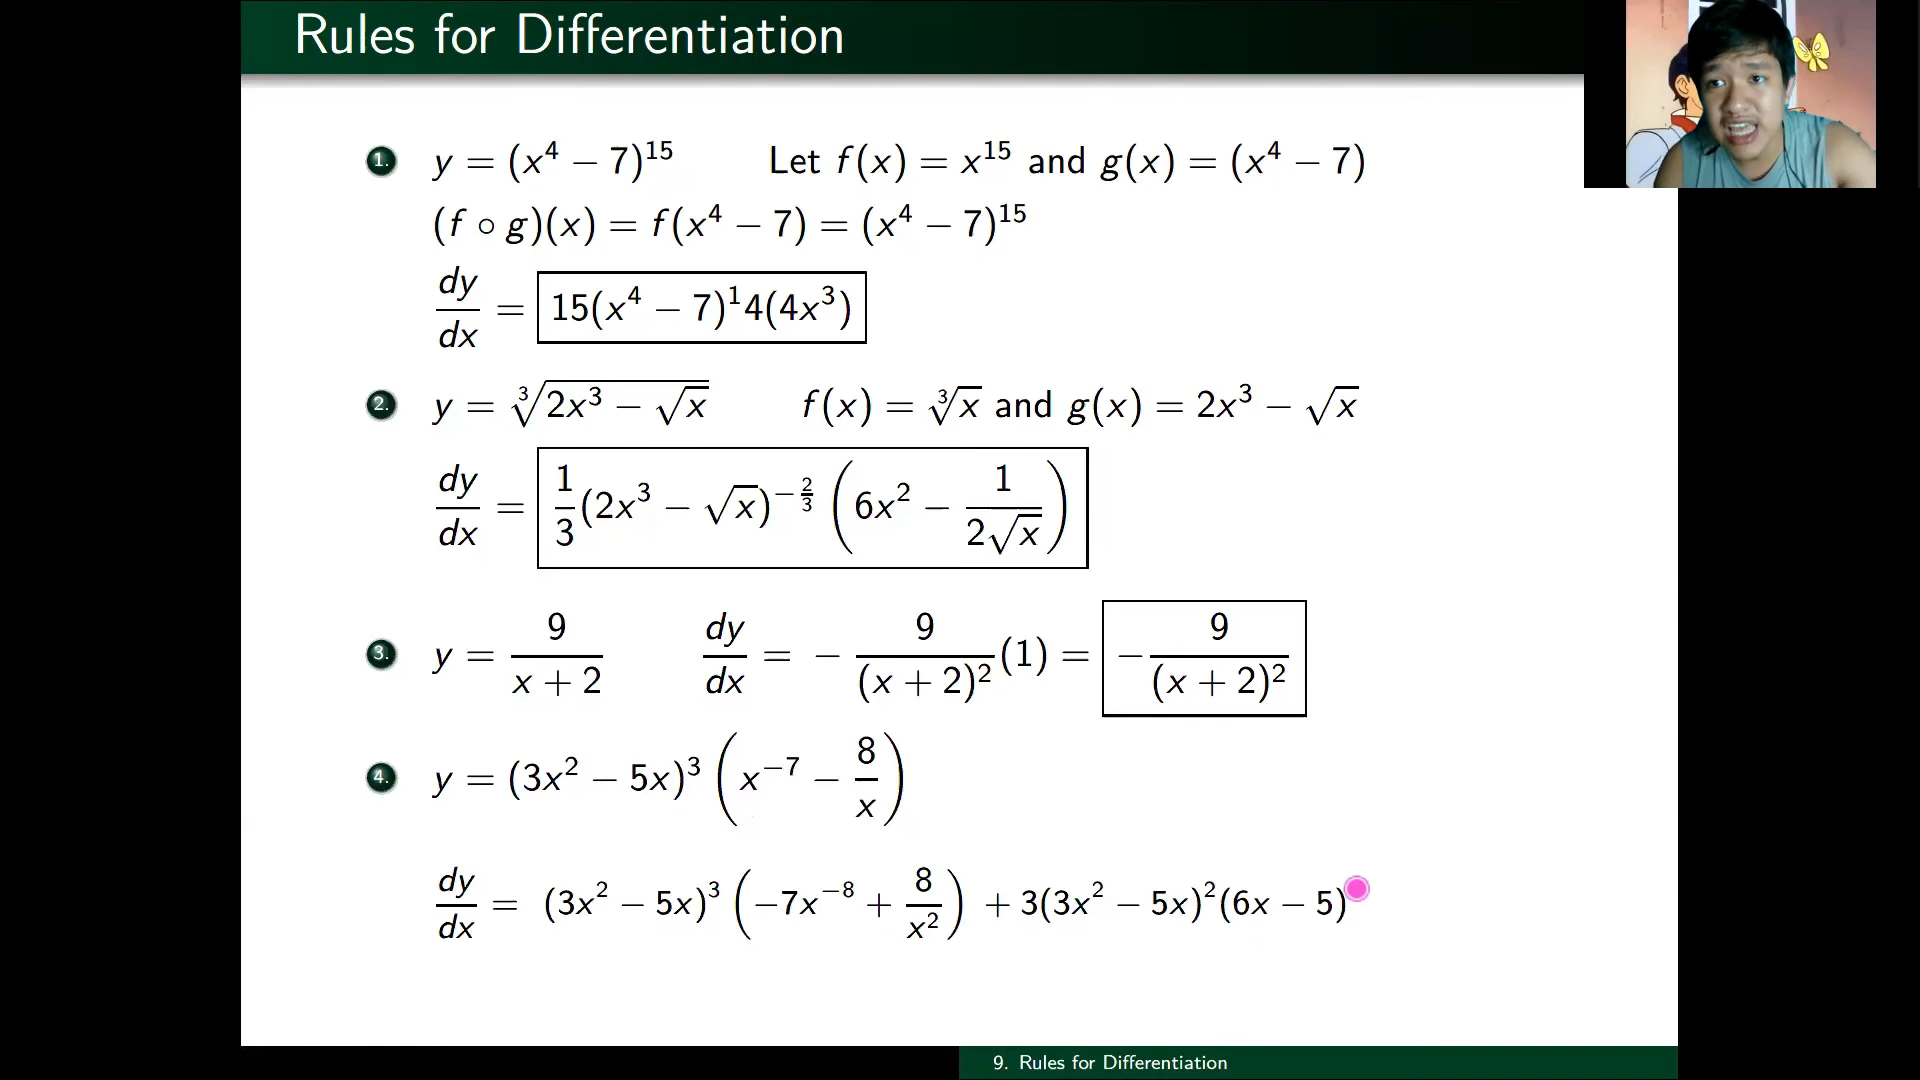 Rules for Differentiation
1. y = (x⁴ − 7)¹⁵ Let f(x) = x¹⁵ and g(x) = (x⁴ − 7)
(f ∘ g)(x) = f(x⁴ − 7) = (x⁴ − 7)¹⁵
dy/dx = 15(x⁴ − 7)¹4(4x³)
2. y = ∛(2x³ − √x) f(x) = ∛x and g(x) = 2x³ − √x
dy/dx = 1/3(2x³ − √x)^(−2/3) (6x² − 1/(2√x))
3. y = 9/(x + 2) dy/dx = − 9/(x + 2)² (1) = − 9/(x + 2)²
4. y = (3x² − 5x)³ (x⁻⁷ − 8/x)
dy/dx = (3x² − 5x)³ (−7x⁻⁸ + 8/x²) + 3(3x² − 5x)²(6x − 5)
9. Rules for Differentiation